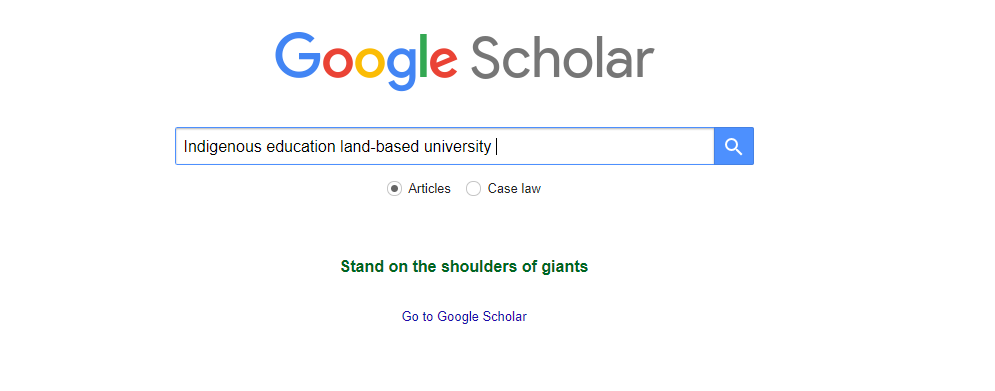 Google Scholar
Indigenous education land-based university
Articles Case law
Stand on the shoulders of giants
Go to Google Scholar